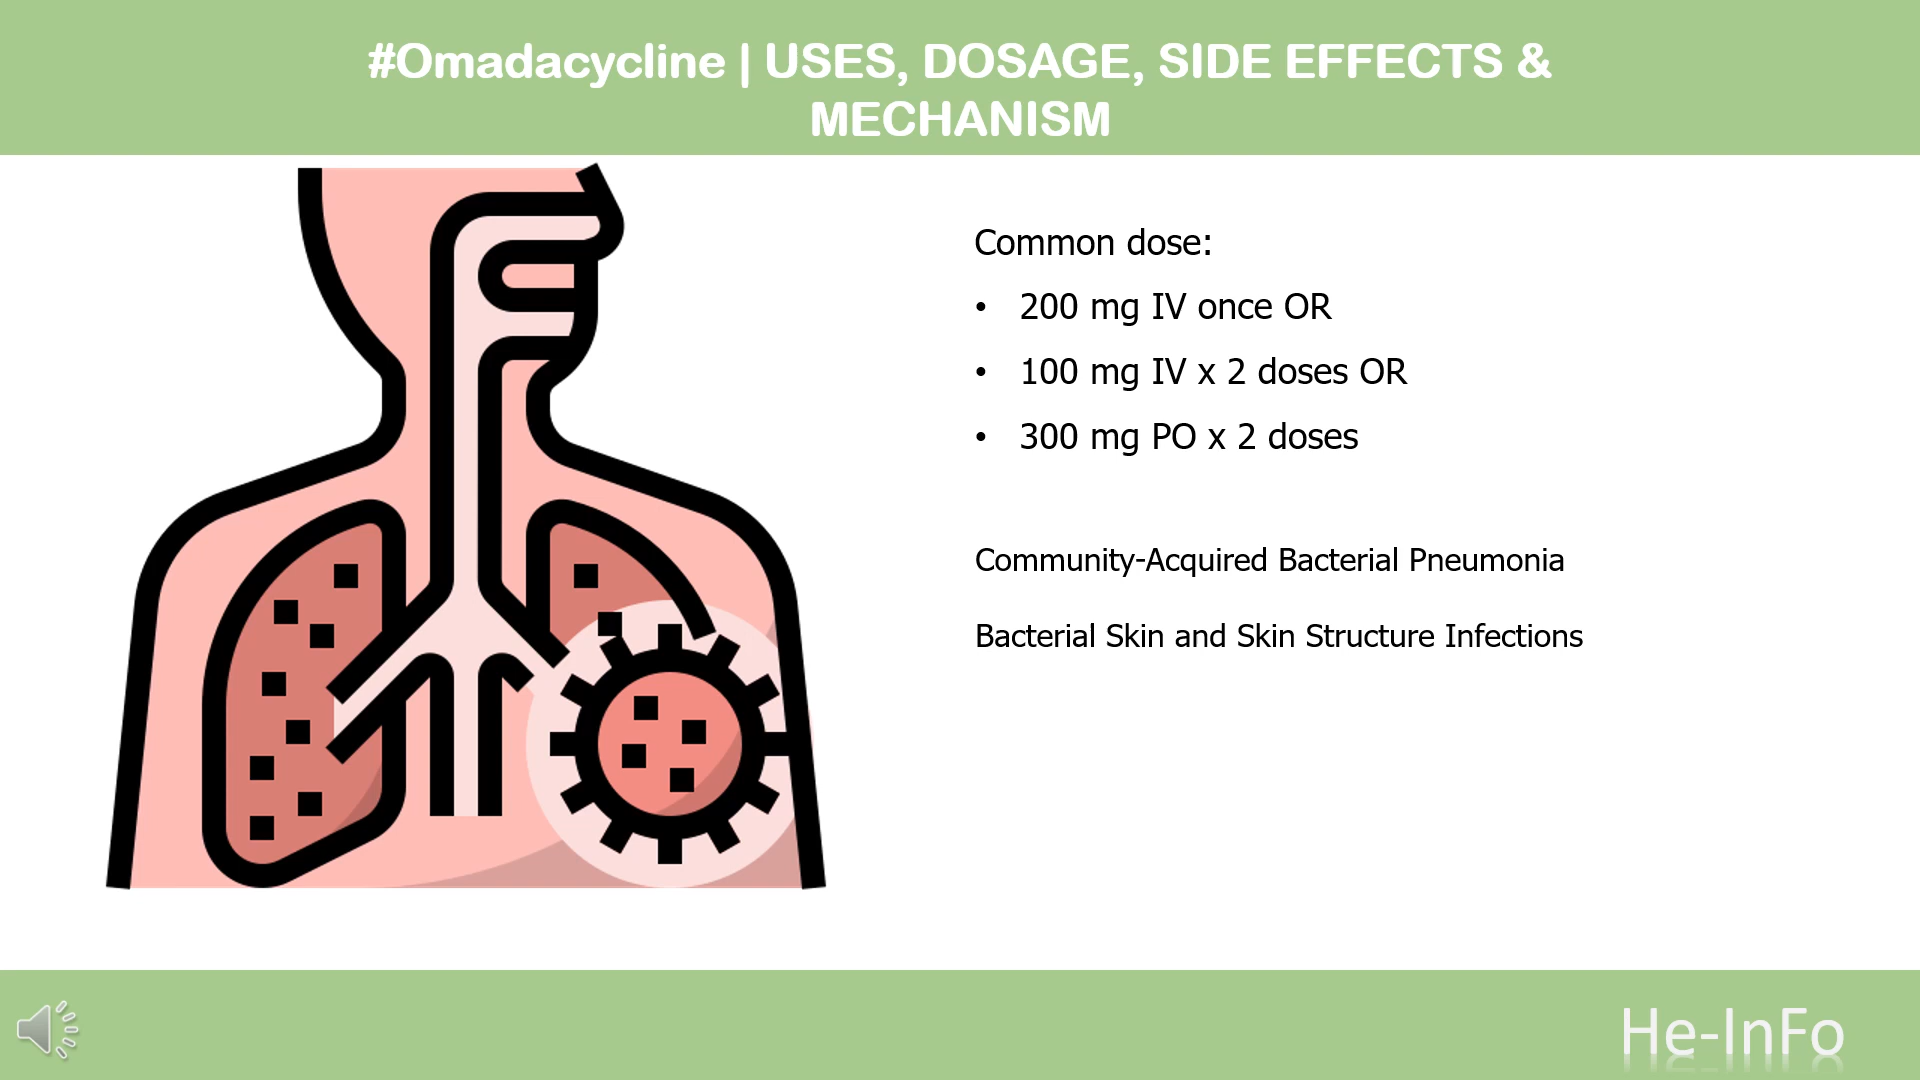 #Omadacycline | USES, DOSAGE, SIDE EFFECTS &
MECHANISM
Common dose:
• 200 mg IV once OR
• 100 mg IV x 2 doses OR
• 300 mg PO x 2 doses
Community-Acquired Bacterial Pneumonia
Bacterial Skin and Skin Structure Infections
He-InFo